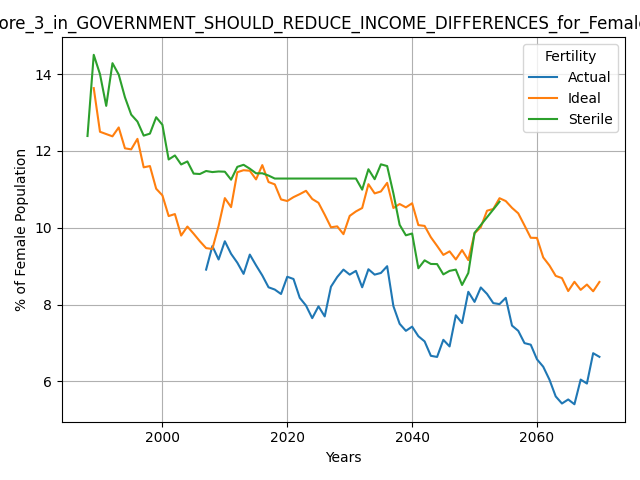 ore_3_in_GOVERNMENT_SHOULD_REDUCE_INCOME_DIFFERENCES_for_Female
Fertility
Actual
Ideal
Sterile
% of Female Population
14
12
10
8
6
2000 2020 2040 2060
Years